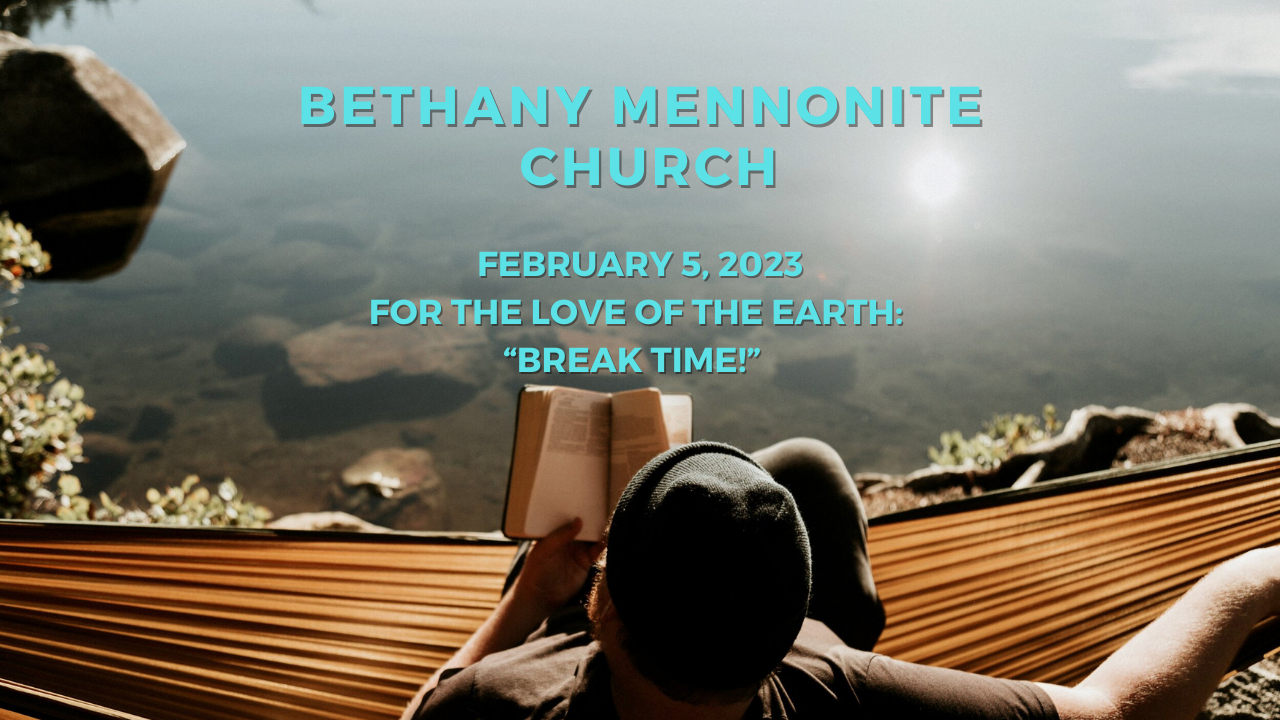 BETHANY MENNONITE
CHURCH
FEBRUARY 5, 2023
FOR THE LOVE OF THE EARTH:
“BREAK TIME!”